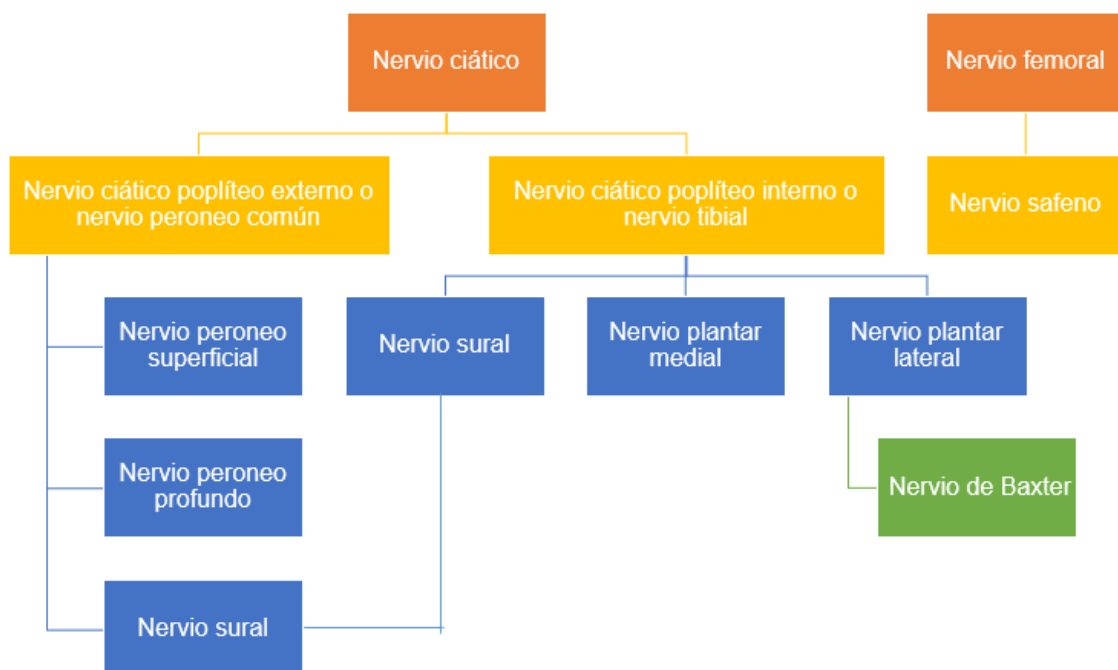 Nervio ciático
Nervio femoral
Nervio ciático poplíteo externo o
nervio peroneo común
Nervio ciático poplíteo interno o
nervio tibial
Nervio safeno
Nervio peroneo
superficial
Nervio sural
Nervio plantar
medial
Nervio plantar
lateral
Nervio peroneo
profundo
Nervio de Baxter
Nervio sural